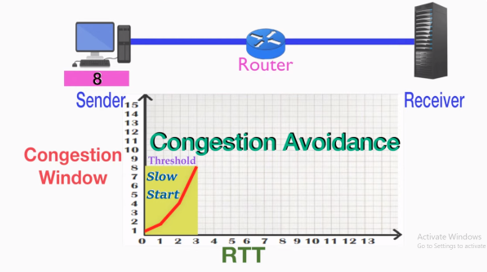 Router
8
Sender
Receiver
Congestion Avoidance
Congestion
Window
Threshold
Slow
Start
15
14
13
12
11
10
9
8
7
6
5
4
3
2
1
0 1 2 3 4 5 6 7 8 9 10 11 12 13
RTT
Activate Windows
Go to Settings to activate